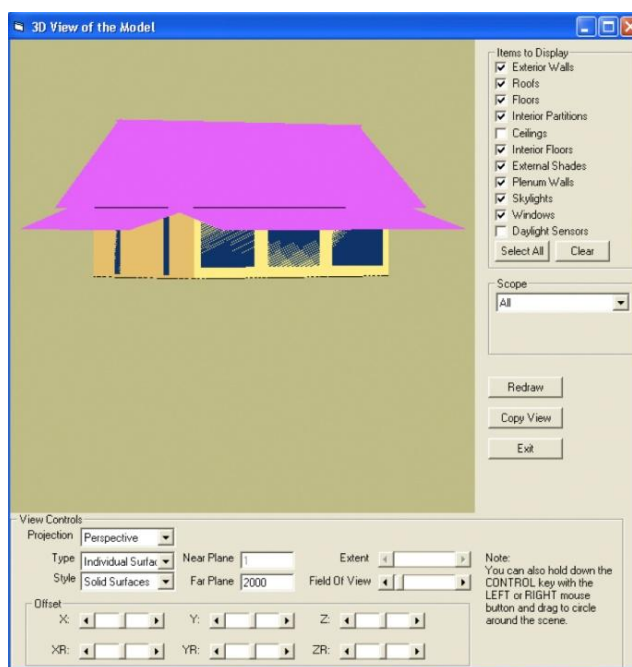 3D View of the Model
Items to Display
Exterior Walls
Roofs
Floors
Interior Partitions
Ceilings
Interior Floors
External Shades
Plenum Walls
Skylights
Windows
Daylight Sensors
Select All Clear
Scope
All
Redraw
Copy View
Exit
View Controls
Projection Perspective
Type Individual Surfac Near Plane 1 Extent
Style Solid Surfaces Far Plane 2000 Field Of View
Note:
You can also hold down the
CONTROL key with the
LEFT or RIGHT mouse
button and drag to circle
around the scene.
Offset
X: Y: Z:
XR: YR: ZR: